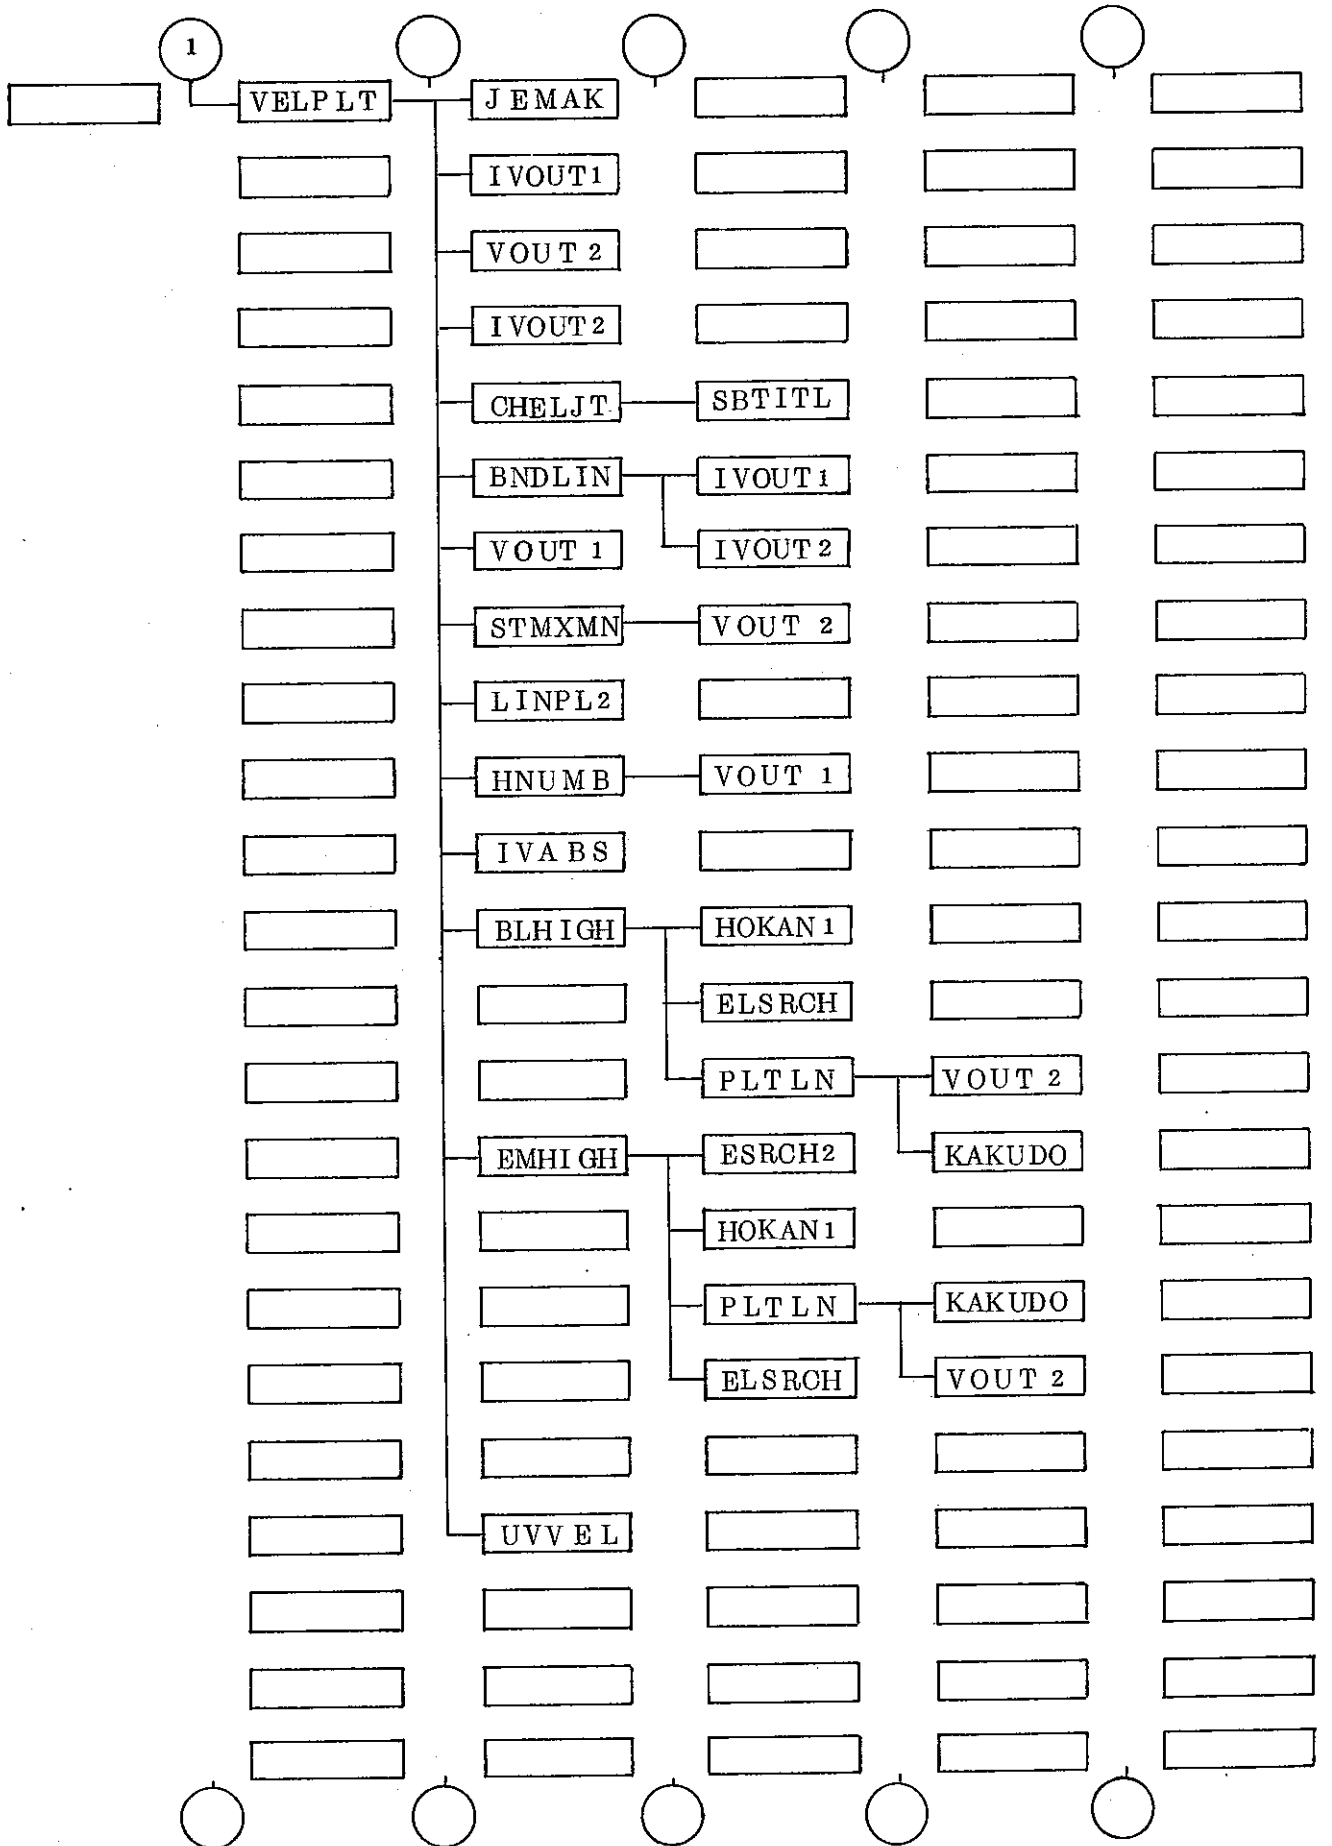 1
VELPLT JEMAK
IVOUT1
VOUT 2
IVOUT2
CHELJT SBTITL
BNDLIN IVOUT1
VOUT 1 IVOUT2
STMXMN VOUT 2
LINPL2
HNUMB VOUT 1
IVABS
BLHIGH HOKAN1
ELSRCH
PLTLN VOUT 2
EMHIGH ESRCH2 KAKUDO
HOKAN1
PLTLN KAKUDO
ELSRCH VOUT 2
UVVEL